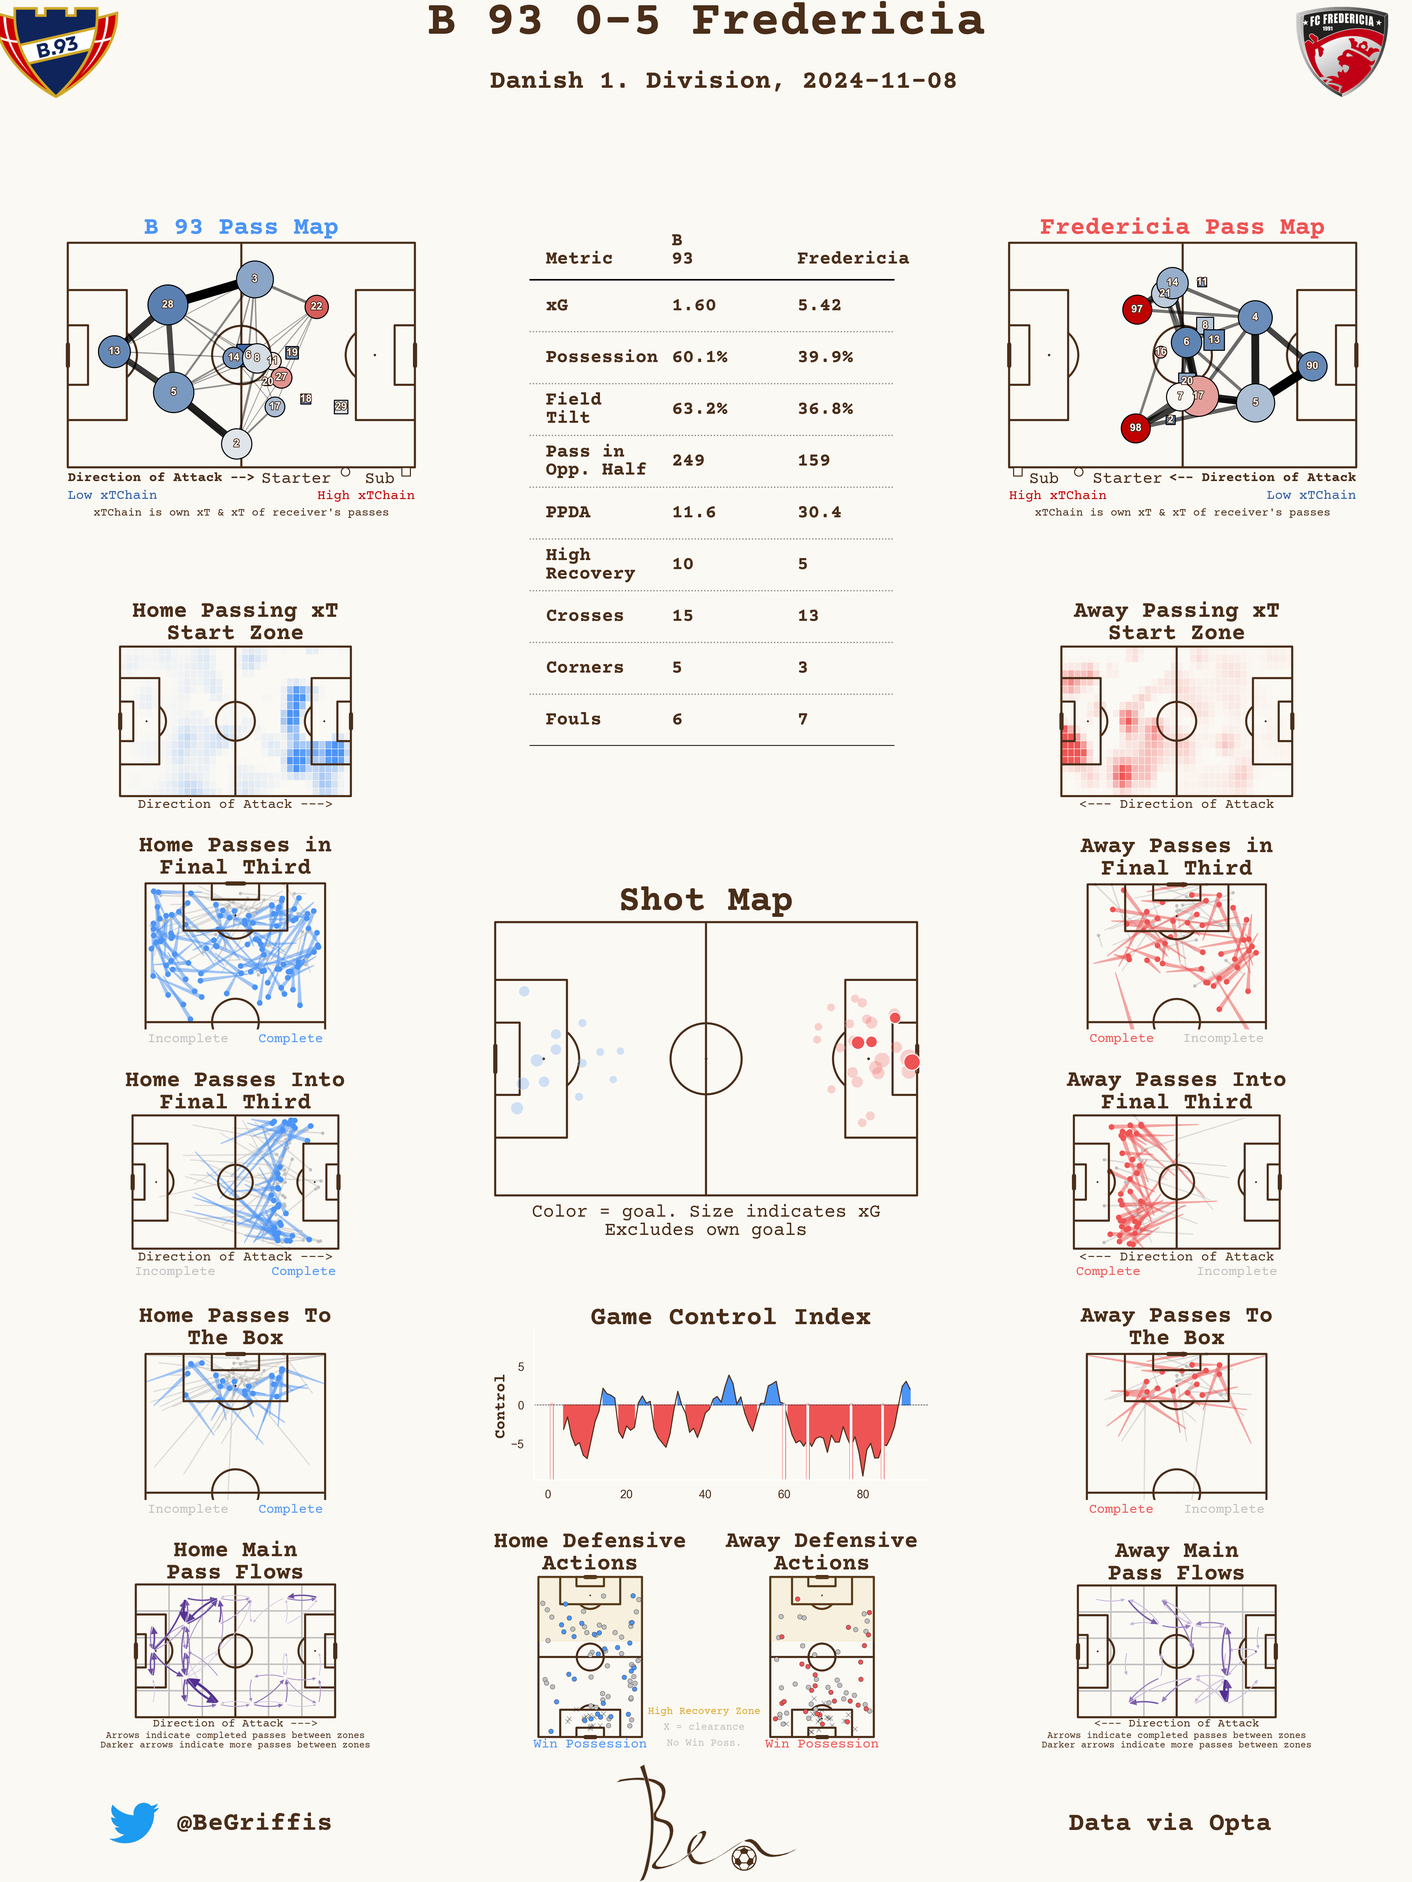 B 93 0-5 Fredericia
Danish 1. Division, 2024-11-08
B.93
FC FREDERICIA
1991
B 93 Pass Map
3
28
22
13
14
6
8
11
19
20
27
5
17
18
29
2
Direction of Attack --> Starter Sub
Low xTChain High xTChain
xTChain is own xT & xT of receiver's passes
Metric B 93 Fredericia
xG 1.60 5.42
Possession 60.1% 39.9%
Field Tilt 63.2% 36.8%
Pass in Opp. Half 249 159
PPDA 11.6 30.4
High Recovery 10 5
Crosses 15 13
Corners 5 3
Fouls 6 7
Fredericia Pass Map
14
11
21
97
4
8
6
13
16
90
20
7
17
5
2
98
Sub Starter <-- Direction of Attack
High xTChain Low xTChain
xTChain is own xT & xT of receiver's passes
Home Passing xT
Start Zone
Direction of Attack --->
Away Passing xT
Start Zone
<--- Direction of Attack
Home Passes in
Final Third
Incomplete Complete
Away Passes in
Final Third
Complete Incomplete
Shot Map
Color = goal. Size indicates xG
Excludes own goals
Home Passes Into
Final Third
Direction of Attack --->
Incomplete Complete
Away Passes Into
Final Third
<--- Direction of Attack
Complete Incomplete
Home Passes To
The Box
Incomplete Complete
Game Control Index
Control
5
0
−5
0 20 40 60 80
Away Passes To
The Box
Complete Incomplete
Home Main
Pass Flows
Direction of Attack --->
Arrows indicate completed passes between zones
Darker arrows indicate more passes between zones
Home Defensive
Actions
Win Possession
Away Defensive
Actions
Win Possession
High Recovery Zone
X = clearance
No Win Poss.
Away Main
Pass Flows
<--- Direction of Attack
Arrows indicate completed passes between zones
Darker arrows indicate more passes between zones
@BeGriffis
Ben
Data via Opta